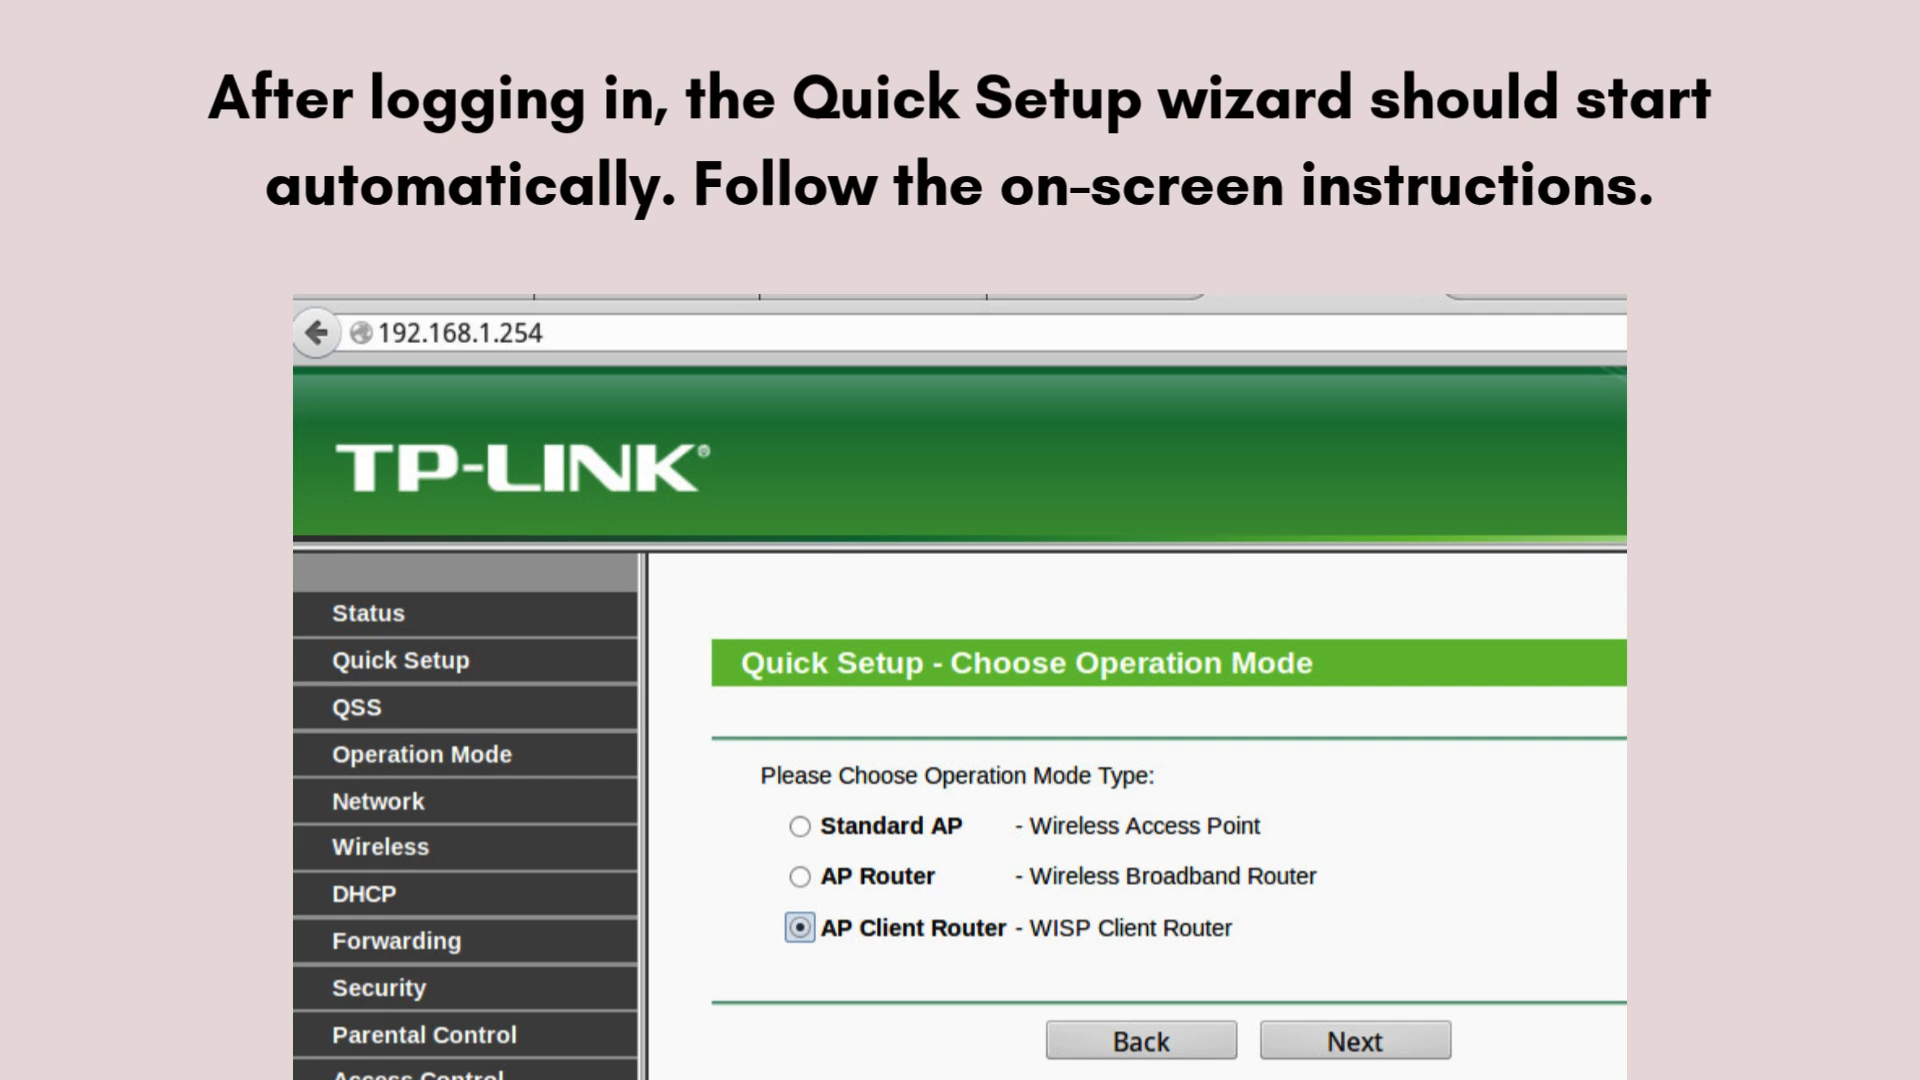 After logging in, the Quick Setup wizard should start
automatically. Follow the on-screen instructions.
192.168.1.254
TP-LINK®
Status
Quick Setup
QSS
Operation Mode
Network
Wireless
DHCP
Forwarding
Security
Parental Control
Access Control
Quick Setup - Choose Operation Mode
Please Choose Operation Mode Type:
Standard AP - Wireless Access Point
AP Router - Wireless Broadband Router
AP Client Router - WISP Client Router
Back Next